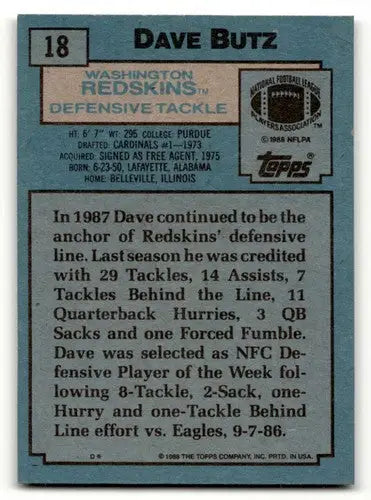 18
DAVE BUTZ
WASHINGTON
REDSKINS™
DEFENSIVE TACKLE
NATIONAL FOOTBALL LEAGUE
PLAYERS ASSOCIATION
© 1988 NFLPA
topps®
HT: 6' 7" WT: 295 COLLEGE: PURDUE
DRAFTED: CARDINALS #1—1973
ACQUIRED: SIGNED AS FREE AGENT, 1975
BORN: 6-23-50, LAFAYETTE, ALABAMA
HOME: BELLEVILLE, ILLINOIS
In 1987 Dave continued to be the
anchor of Redskins' defensive
line. Last season he was credited
with 29 Tackles, 14 Assists, 7
Tackles Behind the Line, 11
Quarterback Hurries, 3 QB
Sacks and one Forced Fumble.
Dave was selected as NFC De-
fensive Player of the Week fol-
lowing 8-Tackle, 2-Sack, one-
Hurry and one-Tackle Behind
Line effort vs. Eagles, 9-7-86.
D* © 1988 THE TOPPS COMPANY, INC. PRTD. IN U.S.A.